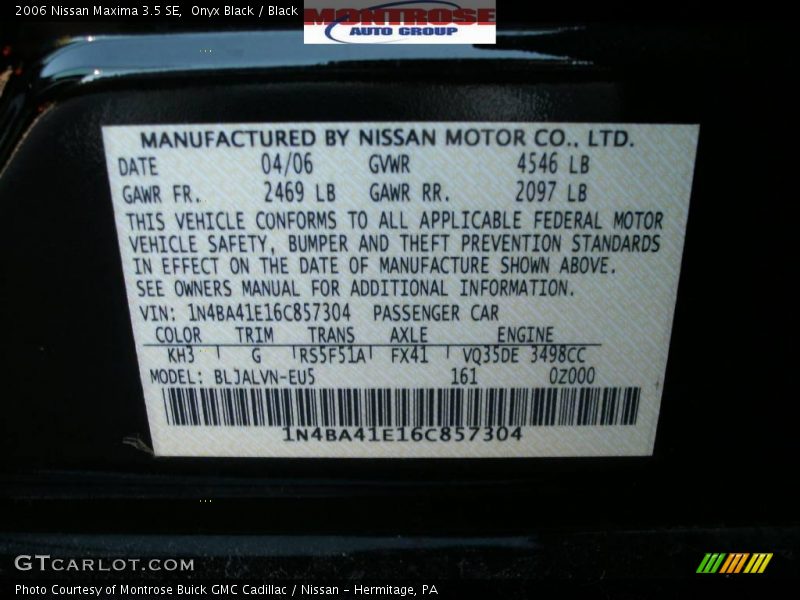 2006 Nissan Maxima 3.5 SE, Onyx Black / Black
MONTROSE
AUTO GROUP
MANUFACTURED BY NISSAN MOTOR CO., LTD.
DATE 04/06 GVWR 4546 LB
GAWR FR. 2469 LB GAWR RR. 2097 LB
THIS VEHICLE CONFORMS TO ALL APPLICABLE FEDERAL MOTOR
VEHICLE SAFETY, BUMPER AND THEFT PREVENTION STANDARDS
IN EFFECT ON THE DATE OF MANUFACTURE SHOWN ABOVE.
SEE OWNERS MANUAL FOR ADDITIONAL INFORMATION.
VIN: 1N4BA41E16C857304 PASSENGER CAR
COLOR TRIM TRANS AXLE ENGINE
KH3 G RS5F51A FX41 VQ35DE 3498CC
MODEL: BLJALVN-EU5 161 0Z000
1N4BA41E16C857304
GTCARLOT.COM
Photo Courtesy of Montrose Buick GMC Cadillac / Nissan - Hermitage, PA